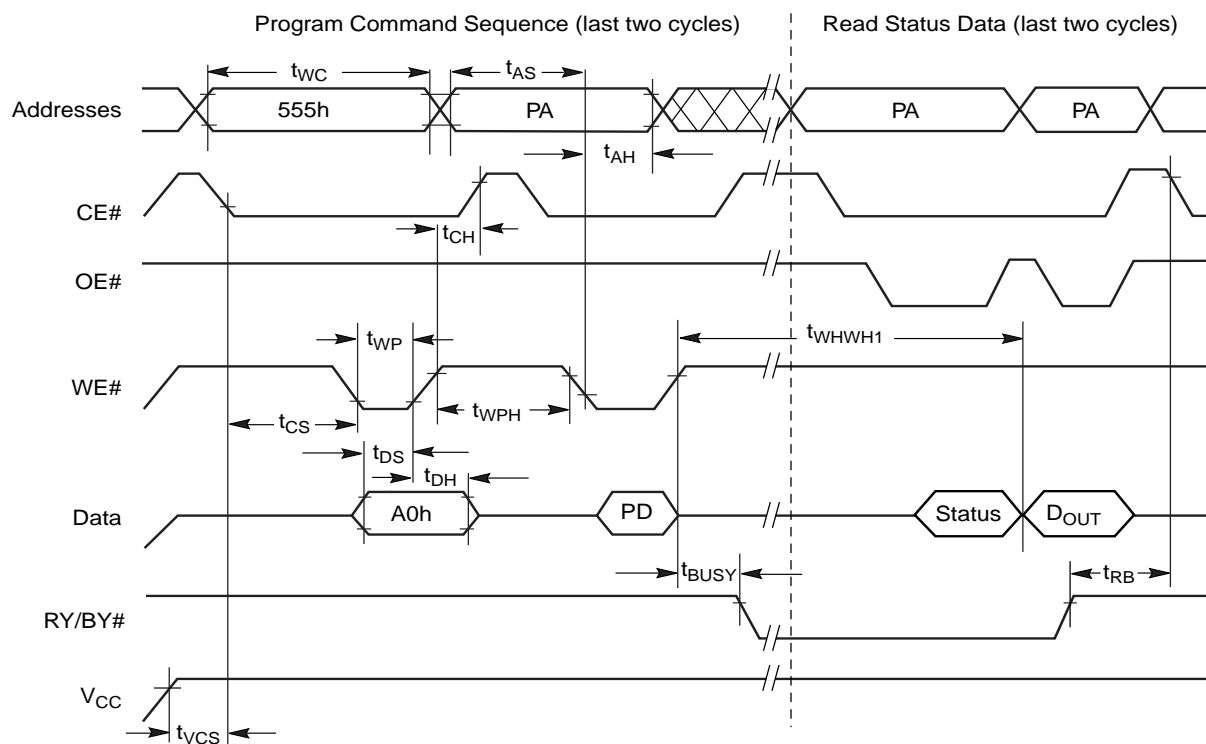 Program Command Sequence (last two cycles)
Read Status Data (last two cycles)
tWC
tAS
Addresses
555h
PA
PA
PA
tAH
CE#
tCH
OE#
tWP
tWHWH1
WE#
tWPH
tCS
tDS
tDH
Data
A0h
PD
Status
DOUT
tBUSY
tRB
RY/BY#
VCC
tVCS